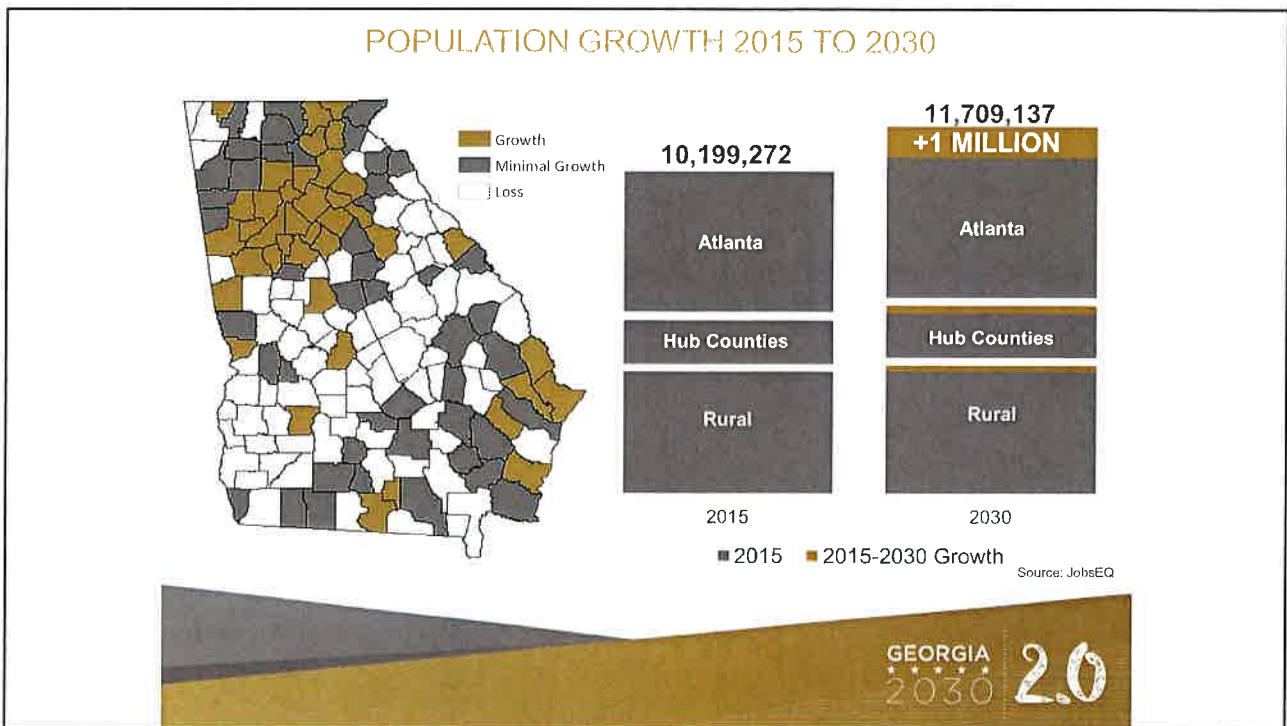 POPULATION GROWTH 2015 TO 2030
Growth
Minimal Growth
Loss
10,199,272
Atlanta
Hub Counties
Rural
2015
11,709,137
+1 MILLION
Atlanta
Hub Counties
Rural
2030
2015
2015-2030 Growth
Source: JobsEQ
GEORGIA
2030
2.0